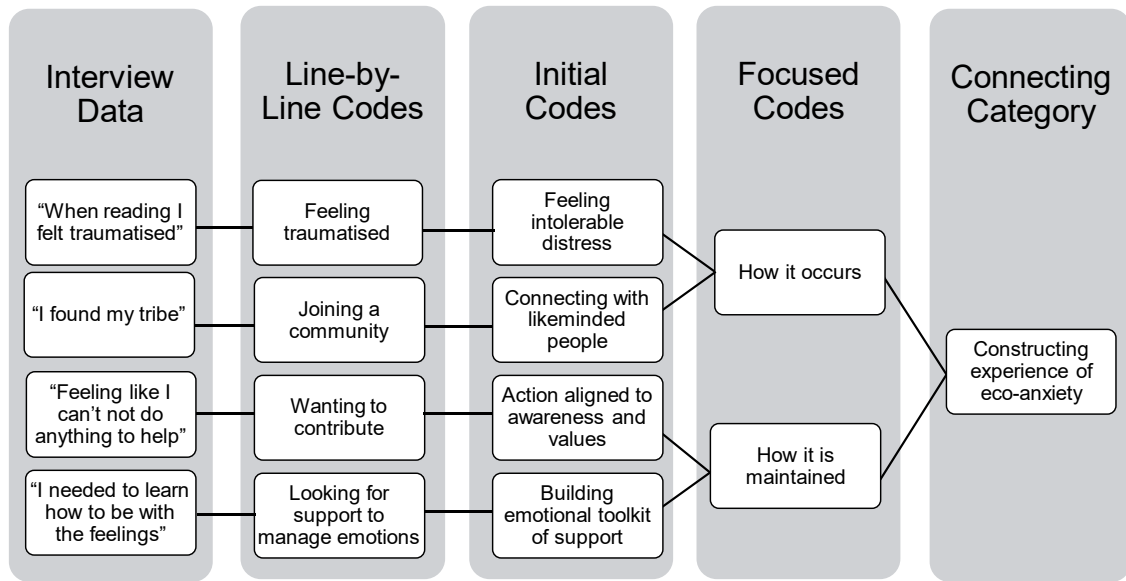 Interview
Data
Line-by-
Line Codes
Initial
Codes
Focused
Codes
Connecting
Category
“When reading I
felt traumatised”
“I found my tribe”
“Feeling like I
can’t not do
anything to help”
“I needed to learn
how to be with
the feelings”
Feeling
traumatised
Joining a
community
Wanting to
contribute
Looking for
support to
manage emotions
Feeling
intolerable
distress
Connecting with
likeminded
people
Action aligned to
awareness and
values
Building
emotional toolkit
of support
How it occurs
How it is
maintained
Constructing
experience of
eco-anxiety